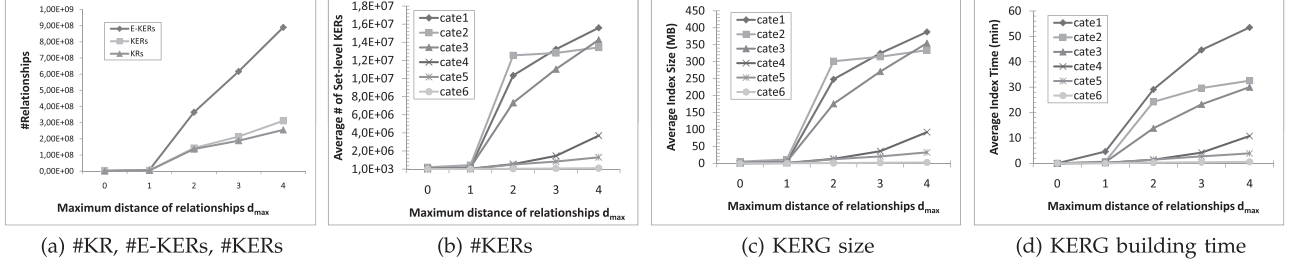 1,00E+09
9,00E+08
8,00E+08
7,00E+08
6,00E+08
5,00E+08
4,00E+08
3,00E+08
2,00E+08
1,00E+08
0,00E+00
#Relationships
E-KERs
KERs
KRs
0 1 2 3 4
Maximum distance of relationships dmax
(a) #KR, #E-KERs, #KERs
1.8E+07
1,6E+07
1,4E+07
1,2E+07
1,0E+07
8,0E+06
6,0E+06
4,0E+06
2,0E+06
1,0E+03
Average # of Set-level KERs
cate1
cate2
cate3
cate4
cate5
cate6
0 1 2 3 4
Maximum distance of relationships dmax
(b) #KERs
450
400
350
300
250
200
150
100
50
0
Average Index Size (MB)
cate1
cate2
cate3
cate4
cate5
cate6
0 1 2 3 4
Maximum distance of relationships dmax
(c) KERG size
60
50
40
30
20
10
0
Average Index Time (min)
cate1
cate2
cate3
cate4
cate5
cate6
0 1 2 3 4
Maximum distance of relationships dmax
(d) KERG building time